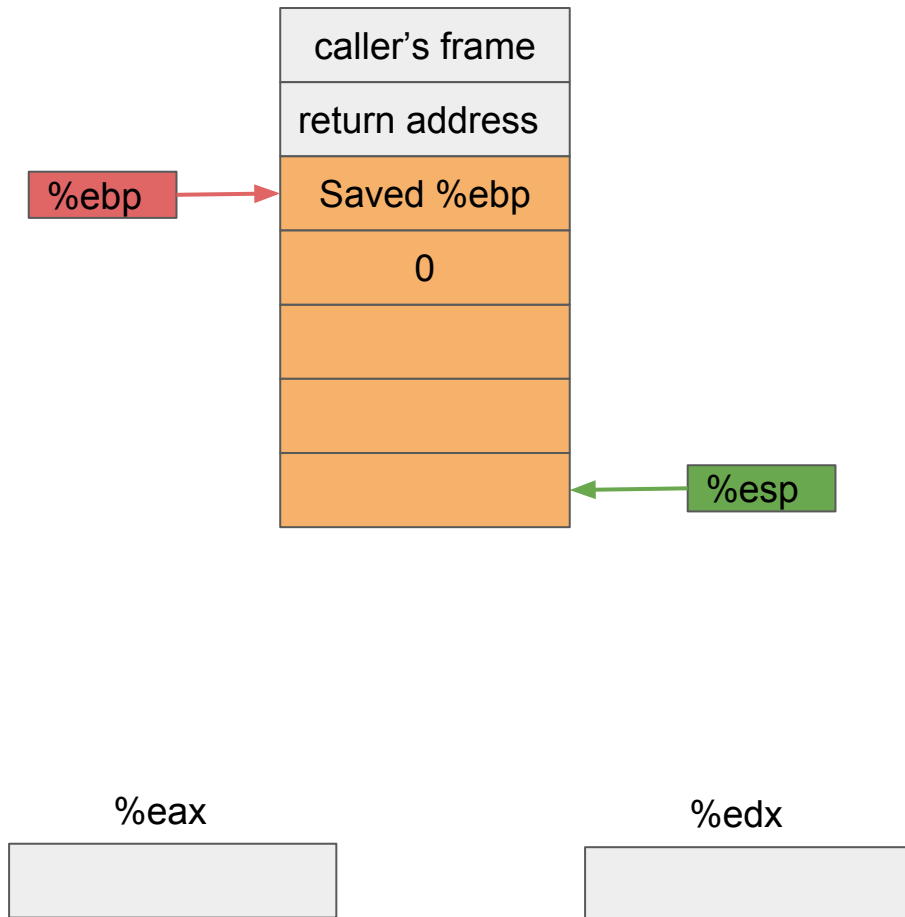 caller’s frame
return address
%ebp
Saved %ebp
0
%esp
%eax
%edx